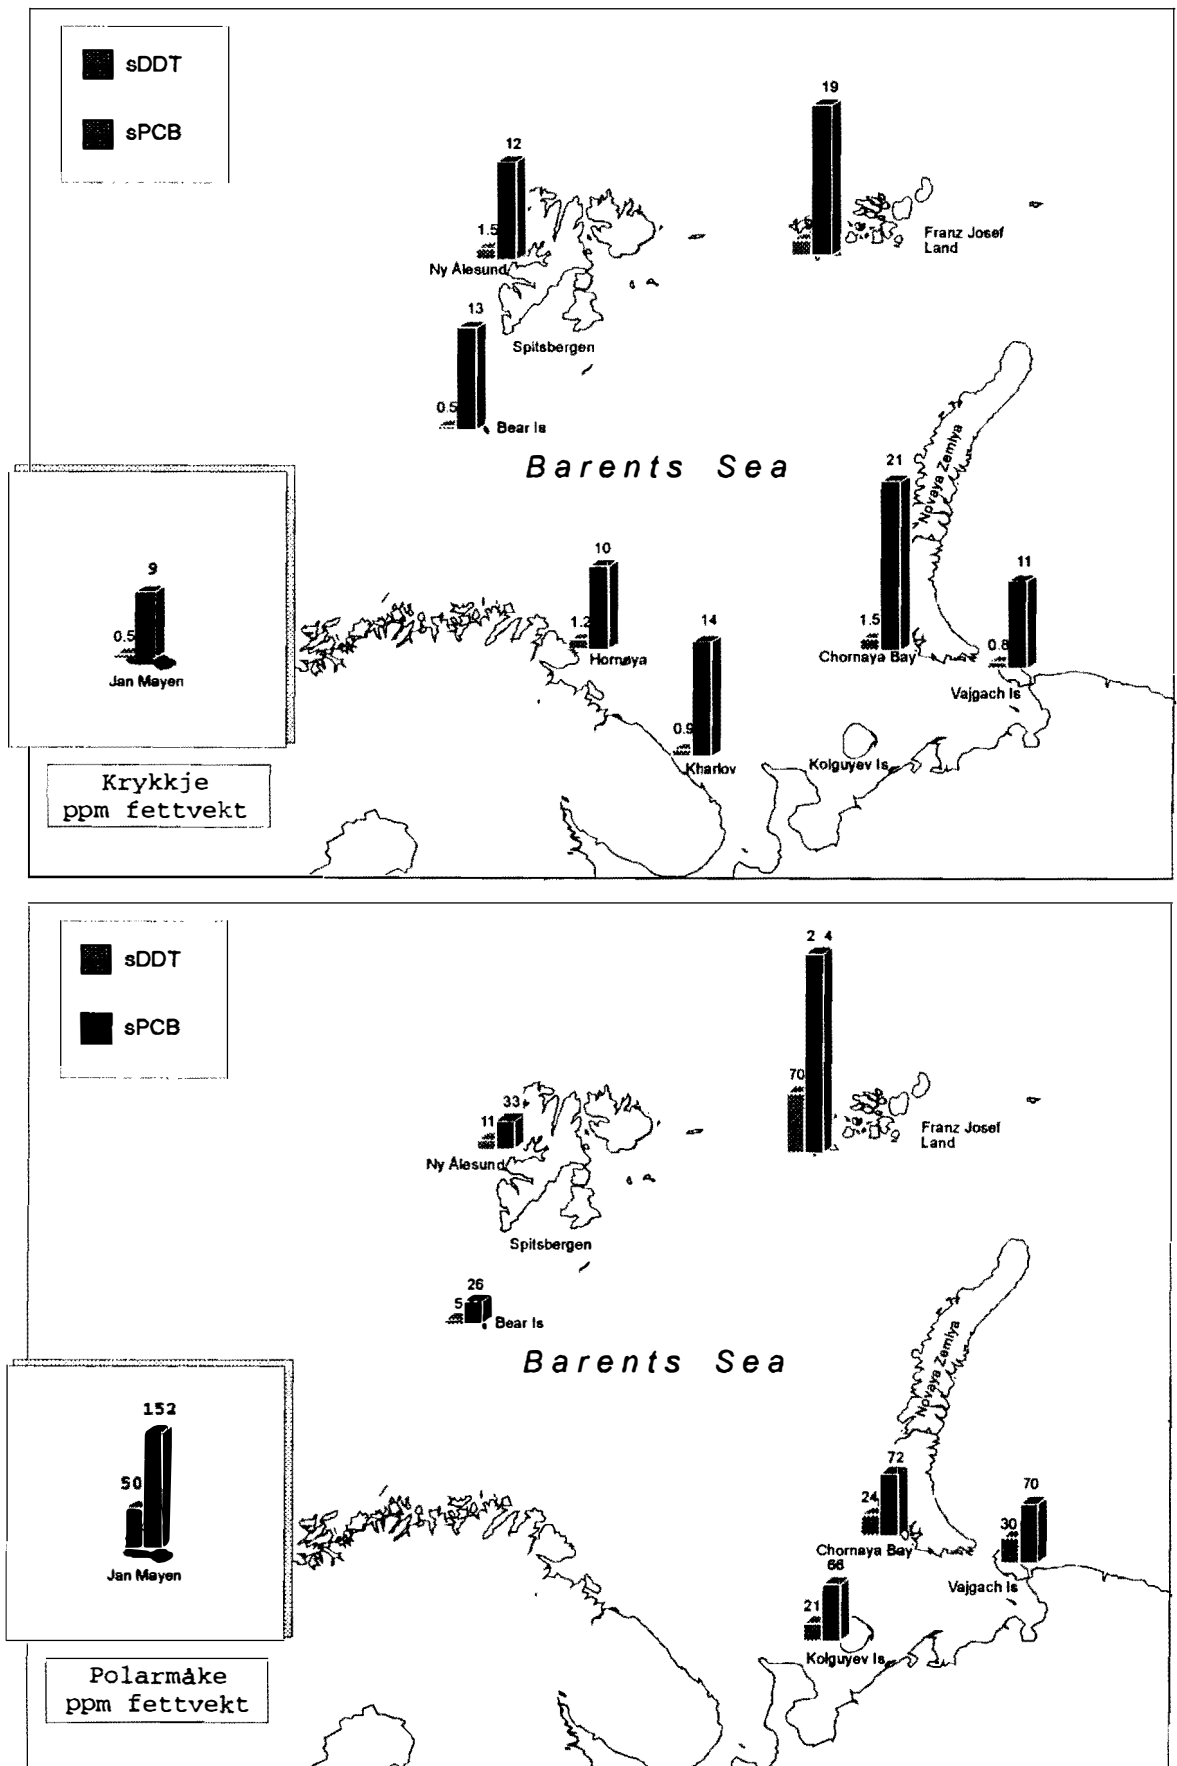 sDDT
sPCB
19
12
1.5
Franz Josef
Land
Ny Ålesund
13
Spitsbergen
0.5
Bear Is
Barents Sea
21
Novaya Zemlya
9
10
11
14
0.5
1.2
1.5
0.8
Hornøya
Chornaya Bay
Jan Mayen
Vajgach Is
0.9
Kharlov
Kolguyev Is
Krykkje
ppm fettvekt
sDDT
sPCB
2 4
70
33
11
Franz Josef
Land
Ny Ålesund
Spitsbergen
26
5
Bear Is
Barents Sea
Novaya Zemlya
152
72
50
70
24
30
Chornaya Bay
Jan Mayen
66
Vajgach Is
21
Kolguyev Is
Polarmåke
ppm fettvekt